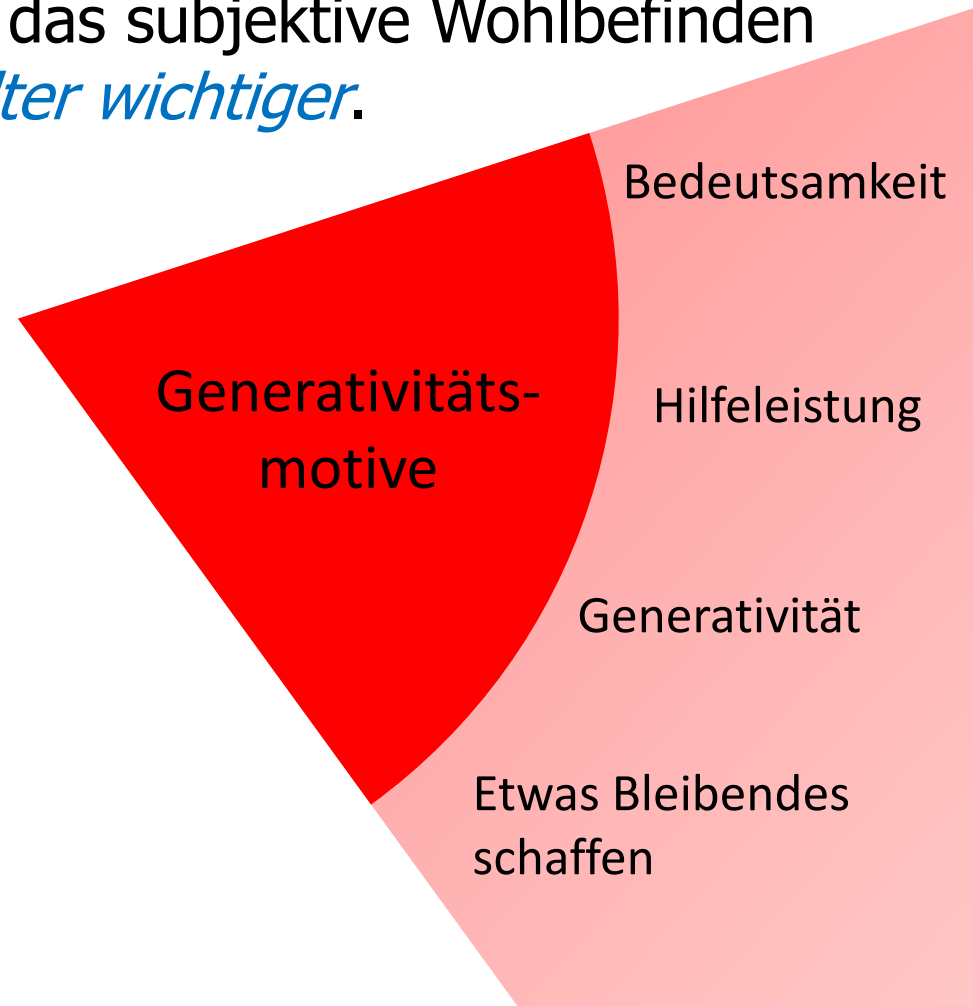 das subjektive Wohlbefinden
lter wichtiger.
Bedeutsamkeit
Generativitäts-
motive
Hilfeleistung
Generativität
Etwas Bleibendes
schaffen